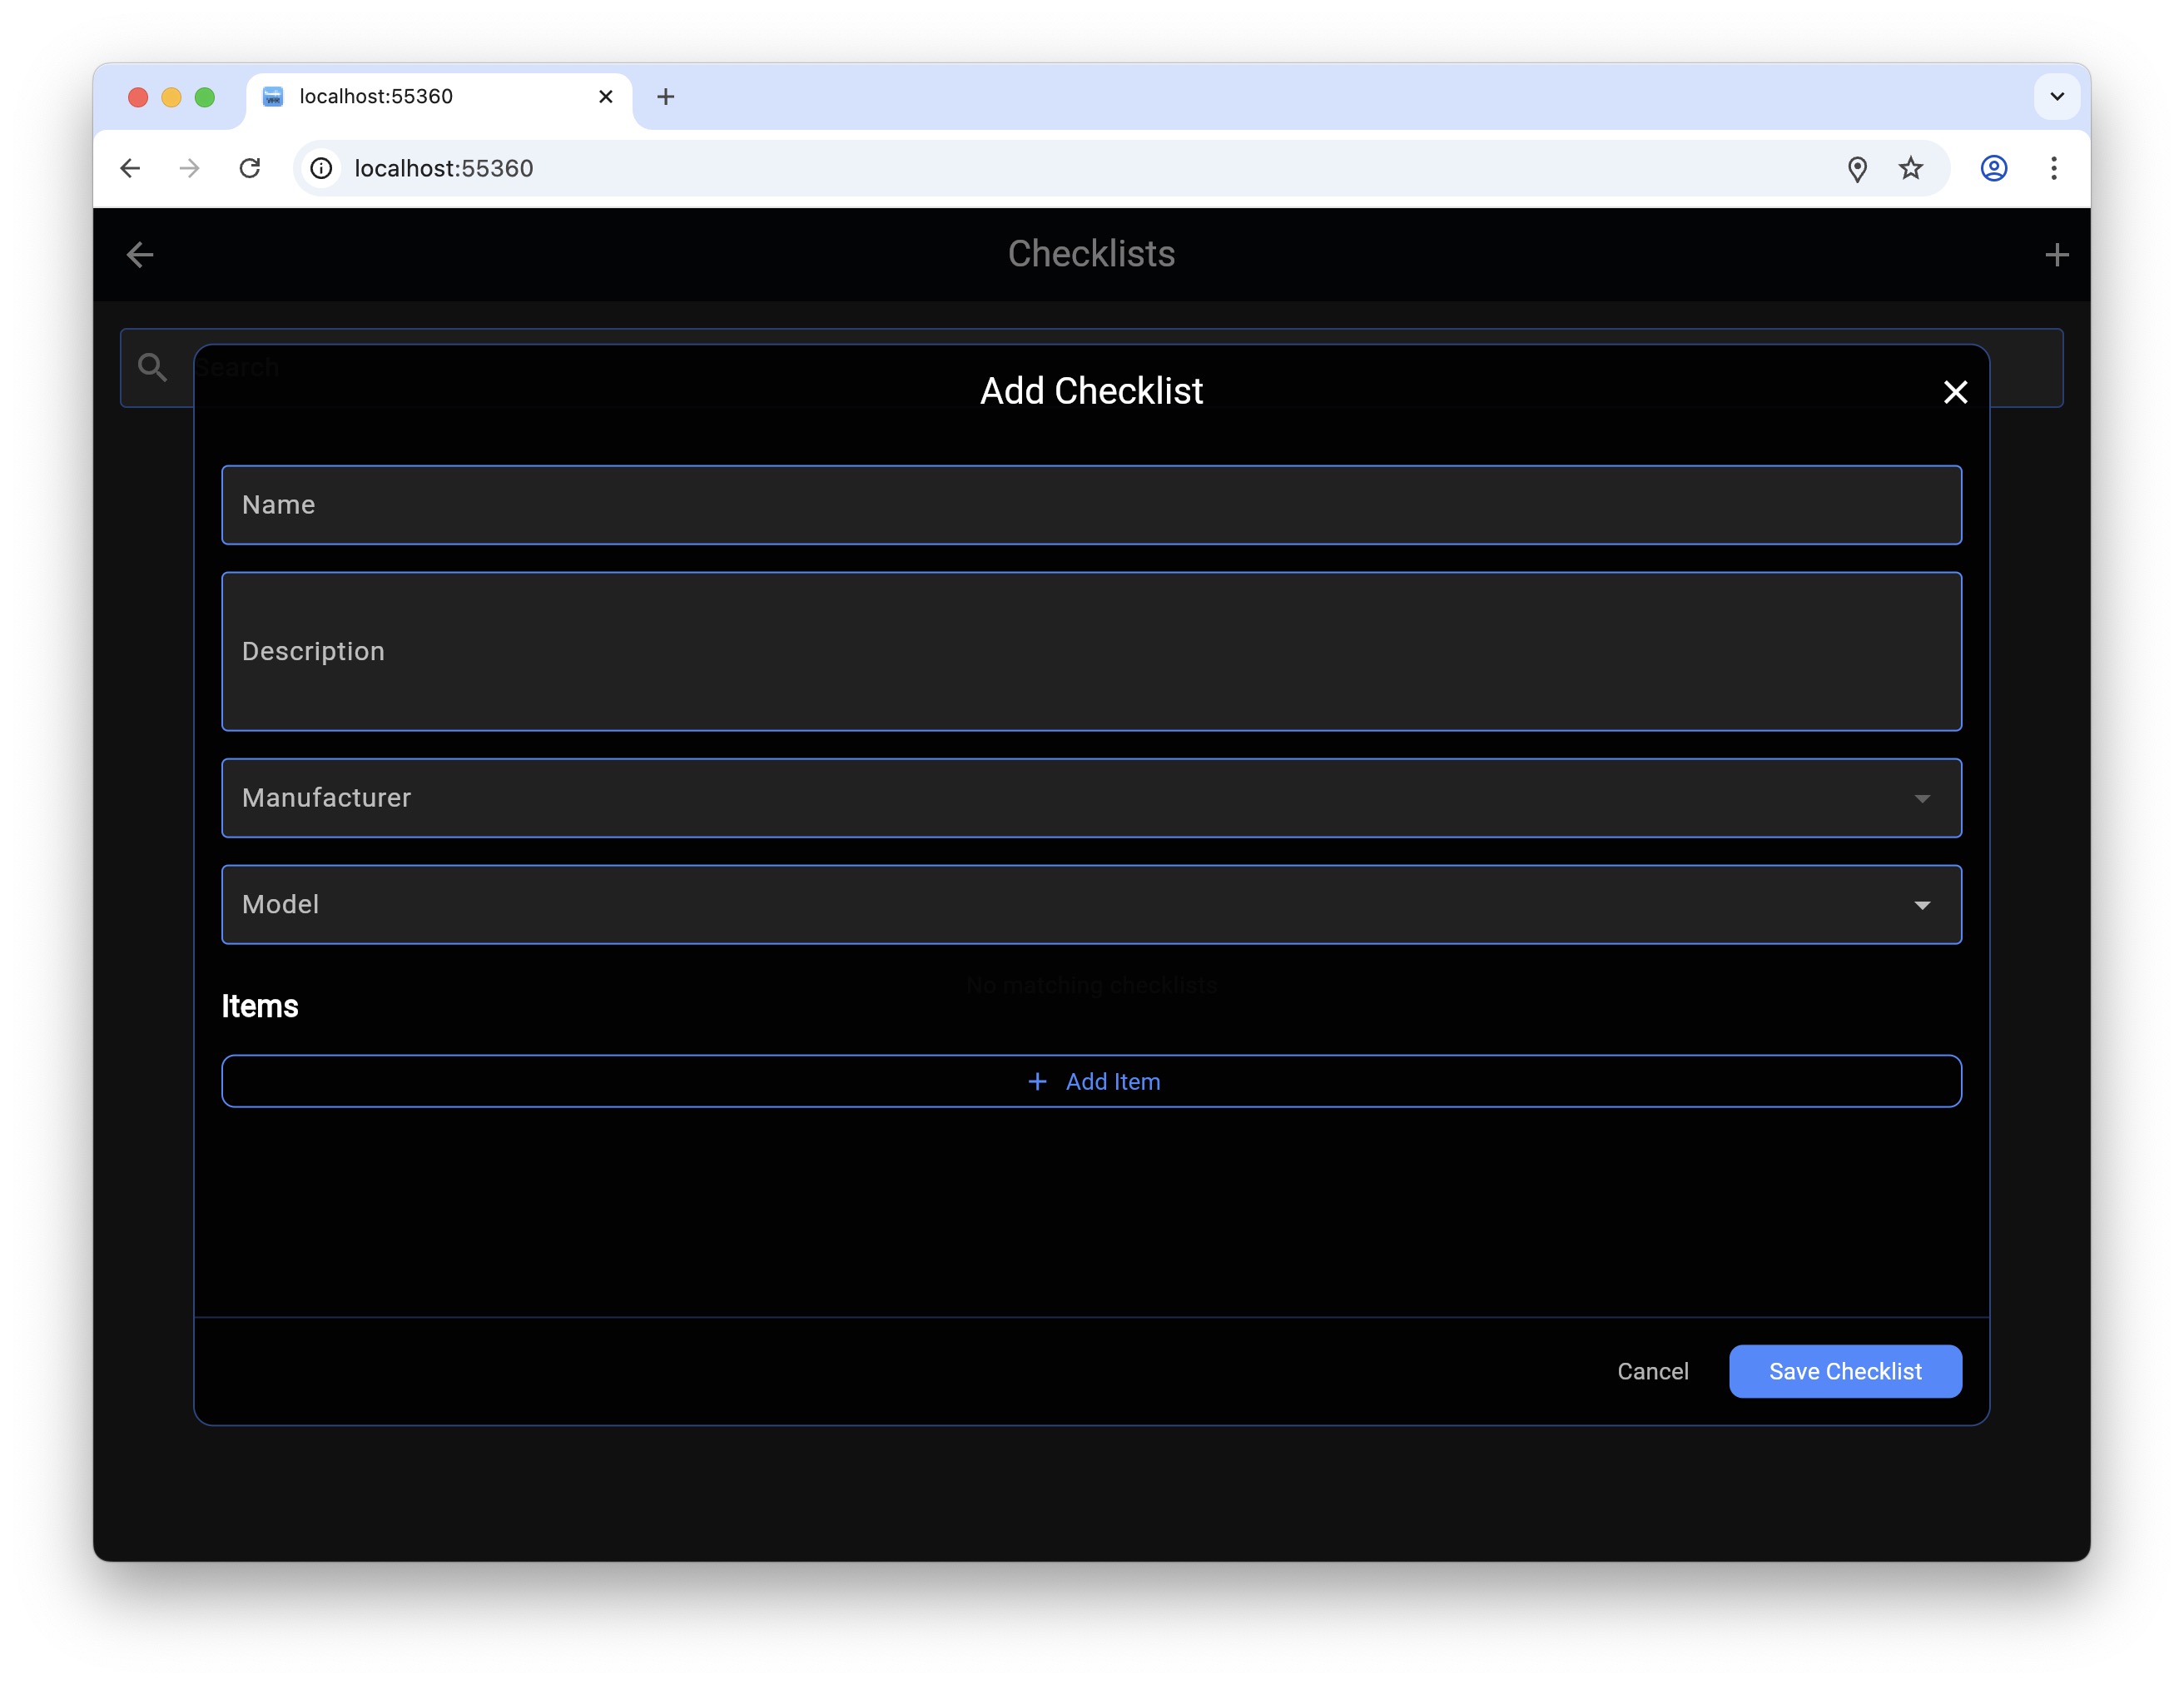 localhost:55360
localhost:55360
Checklists
Search
Add Checklist
Name
Description
Manufacturer
Model
No matching checklists
Items
Add Item
Cancel
Save Checklist